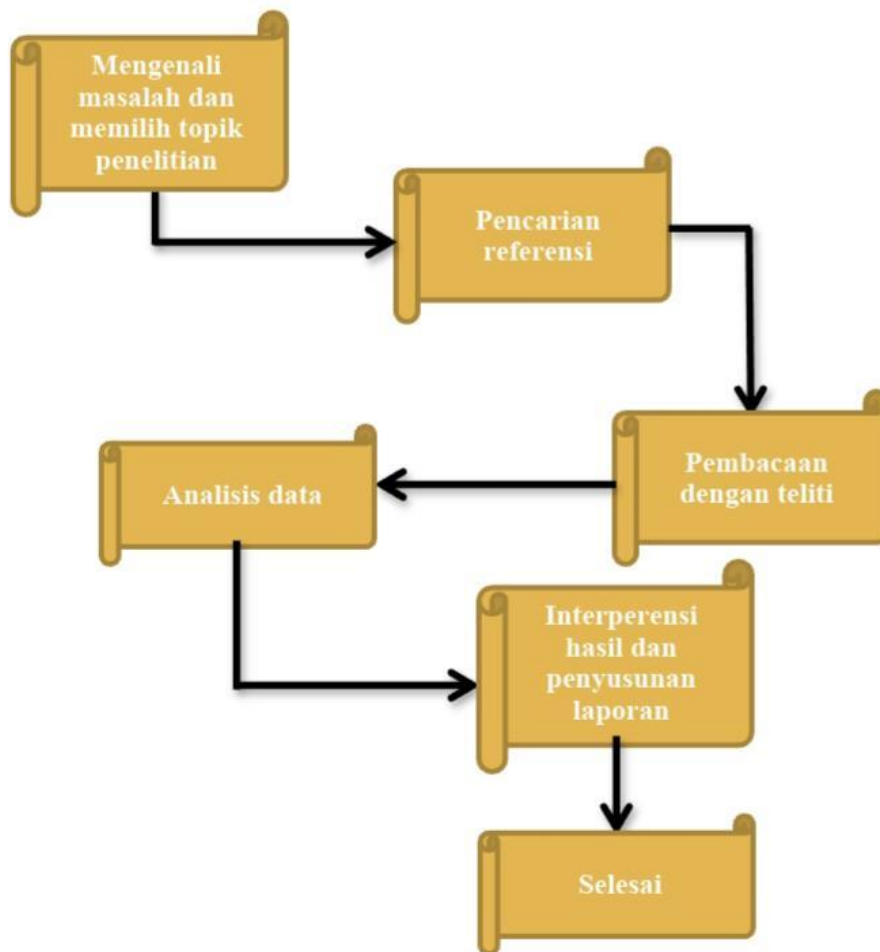 Mengenali
masalah dan
memilih topik
penelitian
Pencarian
referensi
Pembacaan
dengan teliti
Analisis data
Interperensi
hasil dan
penyusunan
laporan
Selesai